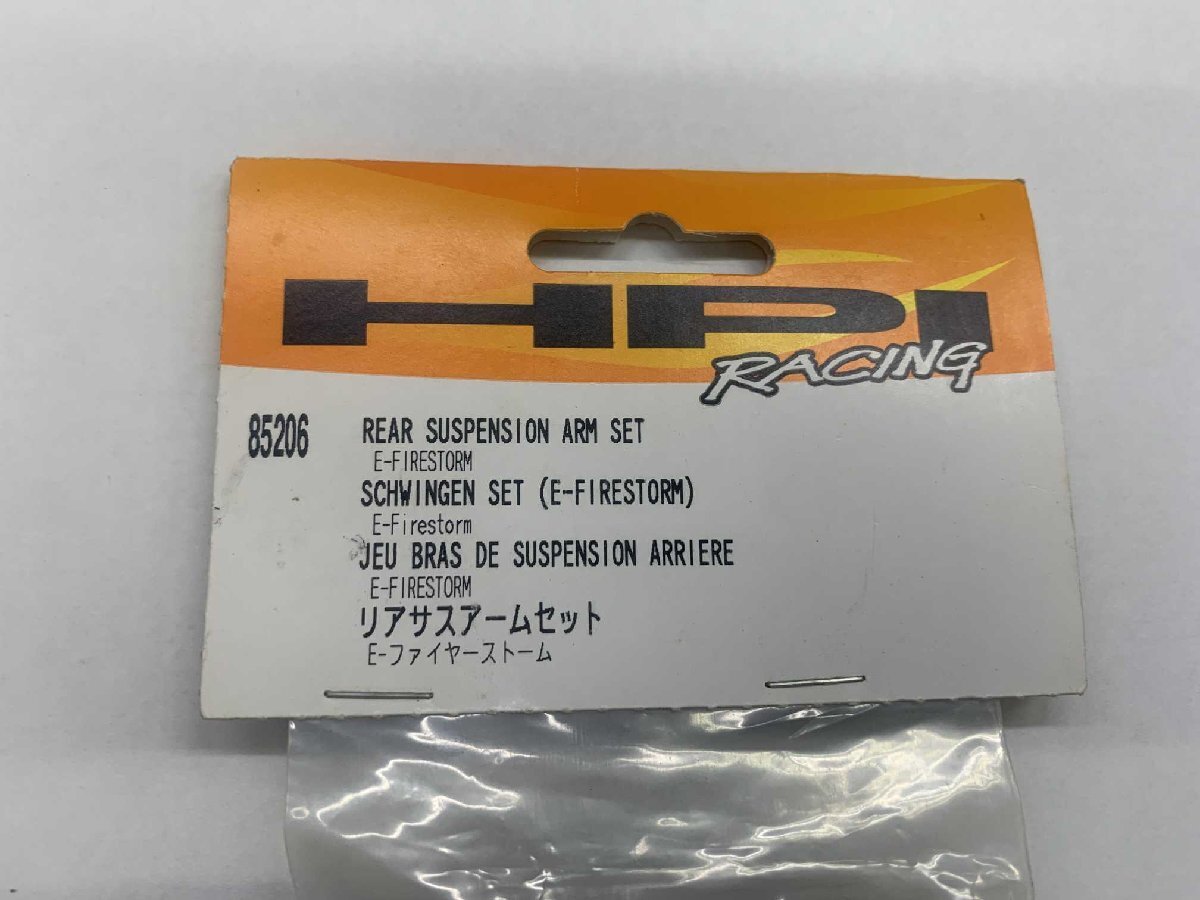 HPI
RACING
85206 REAR SUSPENSION ARM SET
E-FIRESTORM
SCHWINGEN SET (E-FIRESTORM)
E-Firestorm
JEU BRAS DE SUSPENSION ARRIERE
E-FIRESTORM
リアサスアームセット
E-ファイヤーストーム